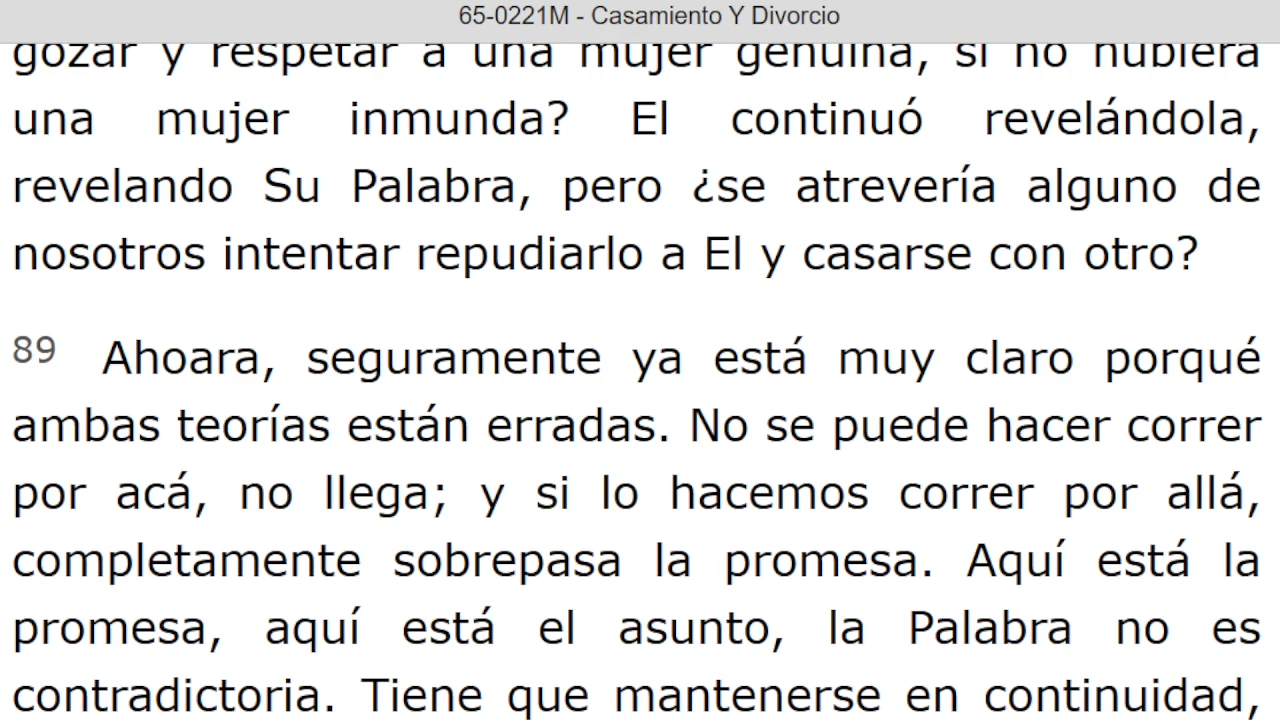 65-0221M - Casamiento Y Divorcio
gozar y respetar a una mujer genuina, si no hubiera
una mujer inmunda? El continuó revelándola,
revelando Su Palabra, pero ¿se atrevería alguno de
nosotros intentar repudiarlo a El y casarse con otro?
89 Ahoara, seguramente ya está muy claro porqué
ambas teorías están erradas. No se puede hacer correr
por acá, no llega; y si lo hacemos correr por allá,
completamente sobrepasa la promesa. Aquí está la
promesa, aquí está el asunto, la Palabra no es
contradictoria. Tiene que mantenerse en continuidad,